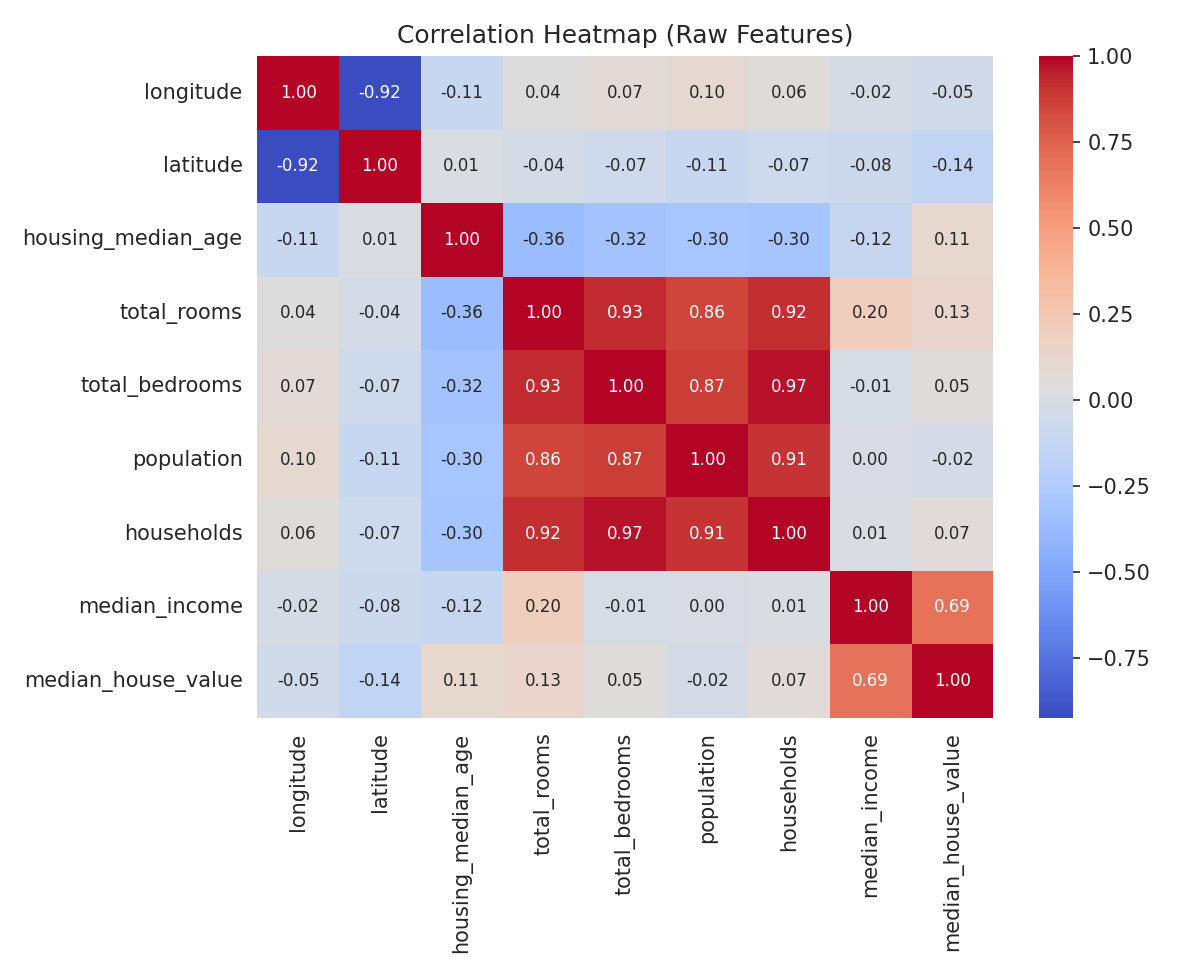 Correlation Heatmap (Raw Features)
longitude 1.00 -0.92 -0.11 0.04 0.07 0.10 0.06 -0.02 -0.05
latitude -0.92 1.00 0.01 -0.04 -0.07 -0.11 -0.07 -0.08 -0.14
housing_median_age -0.11 0.01 1.00 -0.36 -0.32 -0.30 -0.30 -0.12 0.11
total_rooms 0.04 -0.04 -0.36 1.00 0.93 0.86 0.92 0.20 0.13
total_bedrooms 0.07 -0.07 -0.32 0.93 1.00 0.87 0.97 -0.01 0.05
population 0.10 -0.11 -0.30 0.86 0.87 1.00 0.91 0.00 -0.02
households 0.06 -0.07 -0.30 0.92 0.97 0.91 1.00 0.01 0.07
median_income -0.02 -0.08 -0.12 0.20 -0.01 0.00 0.01 1.00 0.69
median_house_value -0.05 -0.14 0.11 0.13 0.05 -0.02 0.07 0.69 1.00
longitude
latitude
housing_median_age
total_rooms
total_bedrooms
population
households
median_income
median_house_value
1.00
0.75
0.50
0.25
0.00
−0.25
−0.50
−0.75